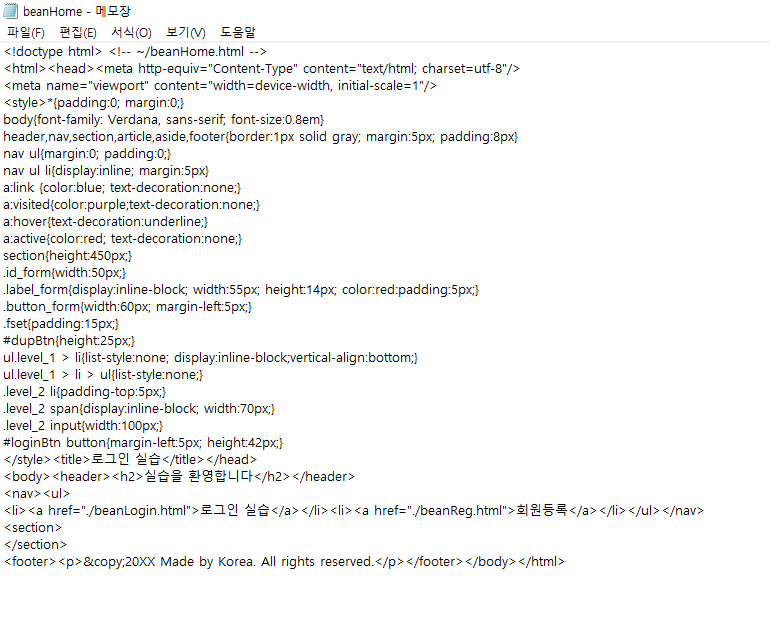 beanHome - 메모장
파일(F) 편집(E) 서식(O) 보기(V) 도움말
<!doctype html> <!-- ~/beanHome.html -->
<html><head><meta http-equiv="Content-Type" content="text/html; charset=utf-8"/>
<meta name="viewport" content="width=device-width, initial-scale=1"/>
<style>*{padding:0; margin:0;}
body{font-family: Verdana, sans-serif; font-size:0.8em}
header,nav,section,article,aside,footer{border:1px solid gray; margin:5px; padding:8px}
nav ul{margin:0; padding:0;}
nav ul li{display:inline; margin:5px}
a:link {color:blue; text-decoration:none;}
a:visited{color:purple;text-decoration:none;}
a:hover{text-decoration:underline;}
a:active{color:red; text-decoration:none;}
section{height:450px;}
.id_form{width:50px;}
.label_form{display:inline-block; width:55px; height:14px; color:red:padding:5px;}
.button_form{width:60px; margin-left:5px;}
.fset{padding:15px;}
#dupBtn{height:25px;}
ul.level_1 > li{list-style:none; display:inline-block;vertical-align:bottom;}
ul.level_1 > li > ul{list-style:none;}
.level_2 li{padding-top:5px;}
.level_2 span{display:inline-block; width:70px;}
.level_2 input{width:100px;}
#loginBtn button{margin-left:5px; height:42px;}
</style><title>로그인 실습</title></head>
<body><header><h2>실습을 환영합니다</h2></header>
<nav><ul>
<li><a href="./beanLogin.html">로그인 실습</a></li><li><a href="./beanReg.html">회원등록</a></li></ul></nav>
<section>
</section>
<footer><p>&copy;20XX Made by Korea. All rights reserved.</p></footer></body></html>